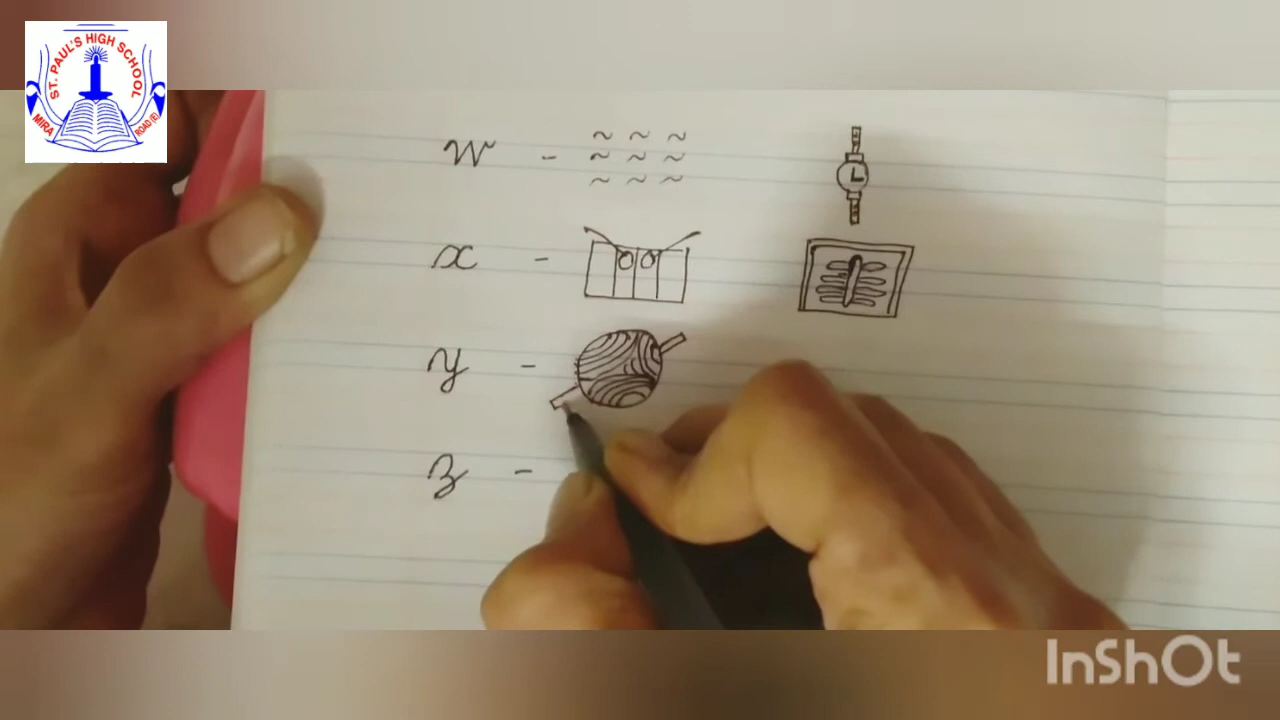 ST. PAUL'S HIGH SCHOOL
MIRA ROAD (E)
w -
x -
y -
z -
InShOt